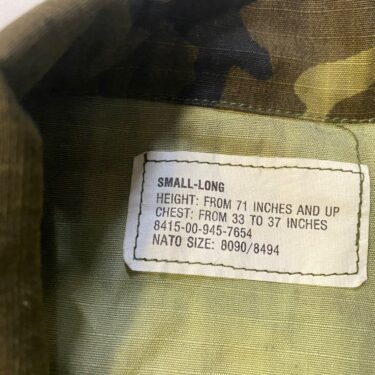 SMALL-LONG
HEIGHT: FROM 71 INCHES AND UP
CHEST: FROM 33 TO 37 INCHES
8415-00-945-7654
NATO SIZE: 8090/8494